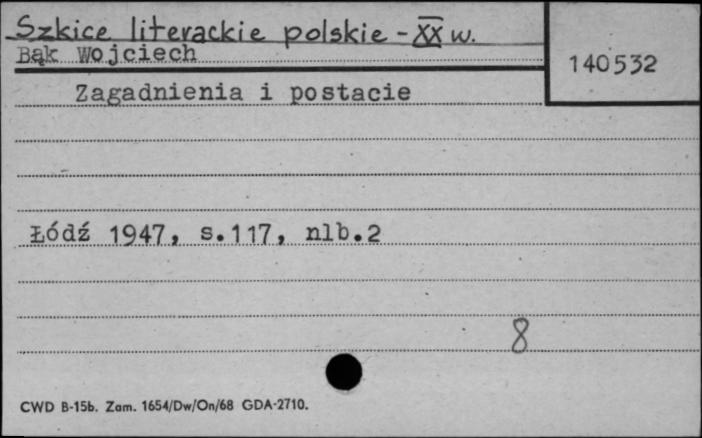 Szkice literackie polskie - XX w.
Bąk Wojciech
140532
Zagadnienia i postacie
Łódź 1947, s.117, nlb.2
8
CWD B-15b. Zam. 1654/Dw/On/68 GDA-2710.